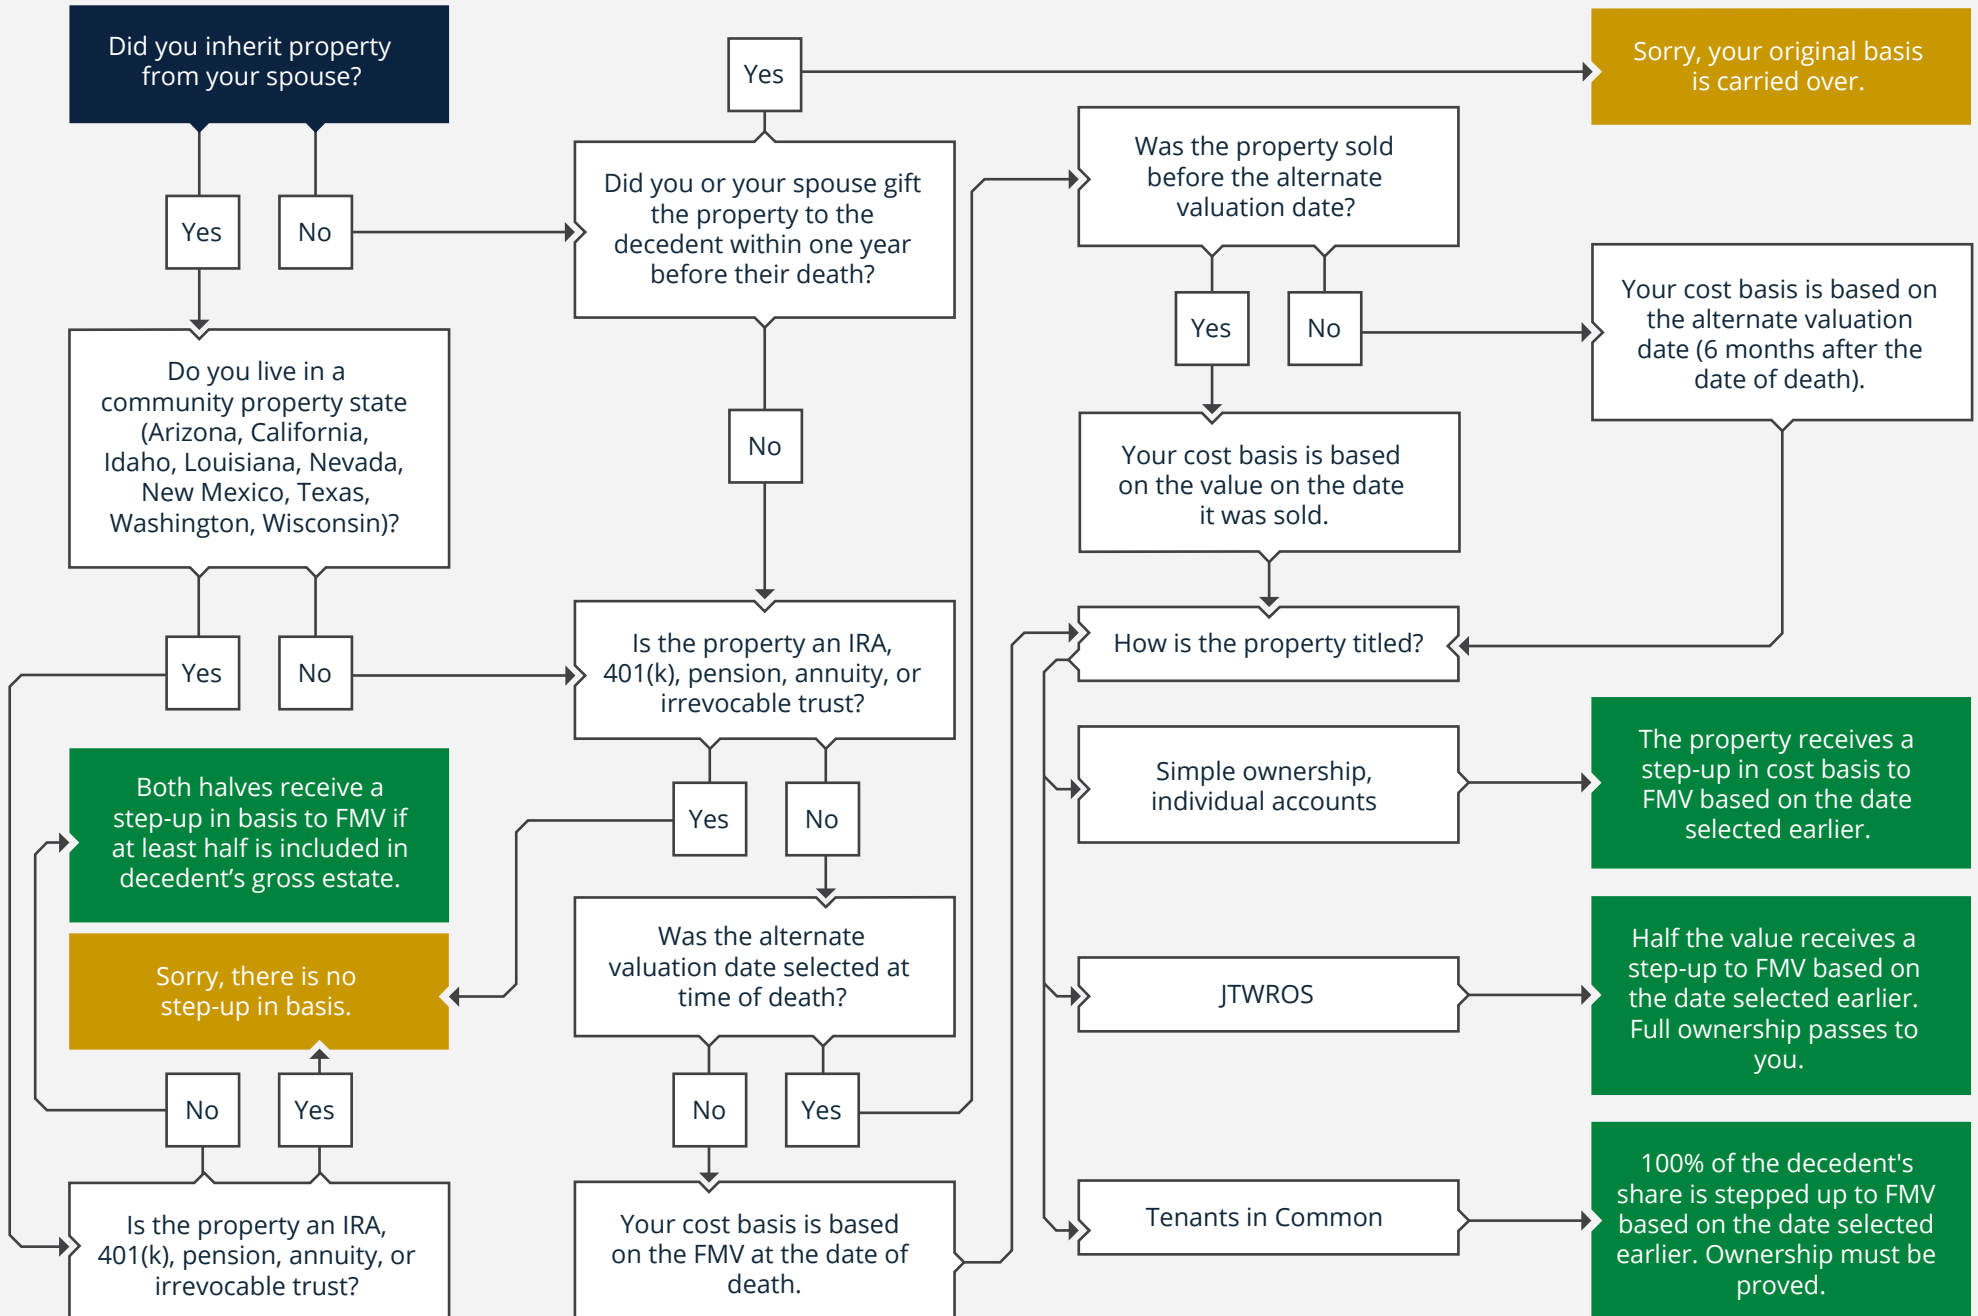 Did you inherit property
from your spouse?
Yes
No
Do you live in a
community property state
(Arizona, California,
Idaho, Louisiana, Nevada,
New Mexico, Texas,
Washington, Wisconsin)?
Yes
No
Both halves receive a
step-up in basis to FMV if
at least half is included in
decedent’s gross estate.
Sorry, there is no
step-up in basis.
No
Yes
Is the property an IRA,
401(k), pension, annuity, or
irrevocable trust?
Yes
Did you or your spouse gift
the property to the
decedent within one year
before their death?
No
Is the property an IRA,
401(k), pension, annuity, or
irrevocable trust?
Yes
No
Was the alternate
valuation date selected at
time of death?
No
Yes
Your cost basis is based
on the FMV at the date of
death.
Was the property sold
before the alternate
valuation date?
Yes
No
Your cost basis is based
on the value on the date
it was sold.
How is the property titled?
Simple ownership,
individual accounts
JTWROS
Tenants in Common
Sorry, your original basis
is carried over.
Your cost basis is based on
the alternate valuation
date (6 months after the
date of death).
The property receives a
step-up in cost basis to
FMV based on the date
selected earlier.
Half the value receives a
step-up to FMV based on
the date selected earlier.
Full ownership passes to
you.
100% of the decedent's
share is stepped up to FMV
based on the date selected
earlier. Ownership must be
proved.